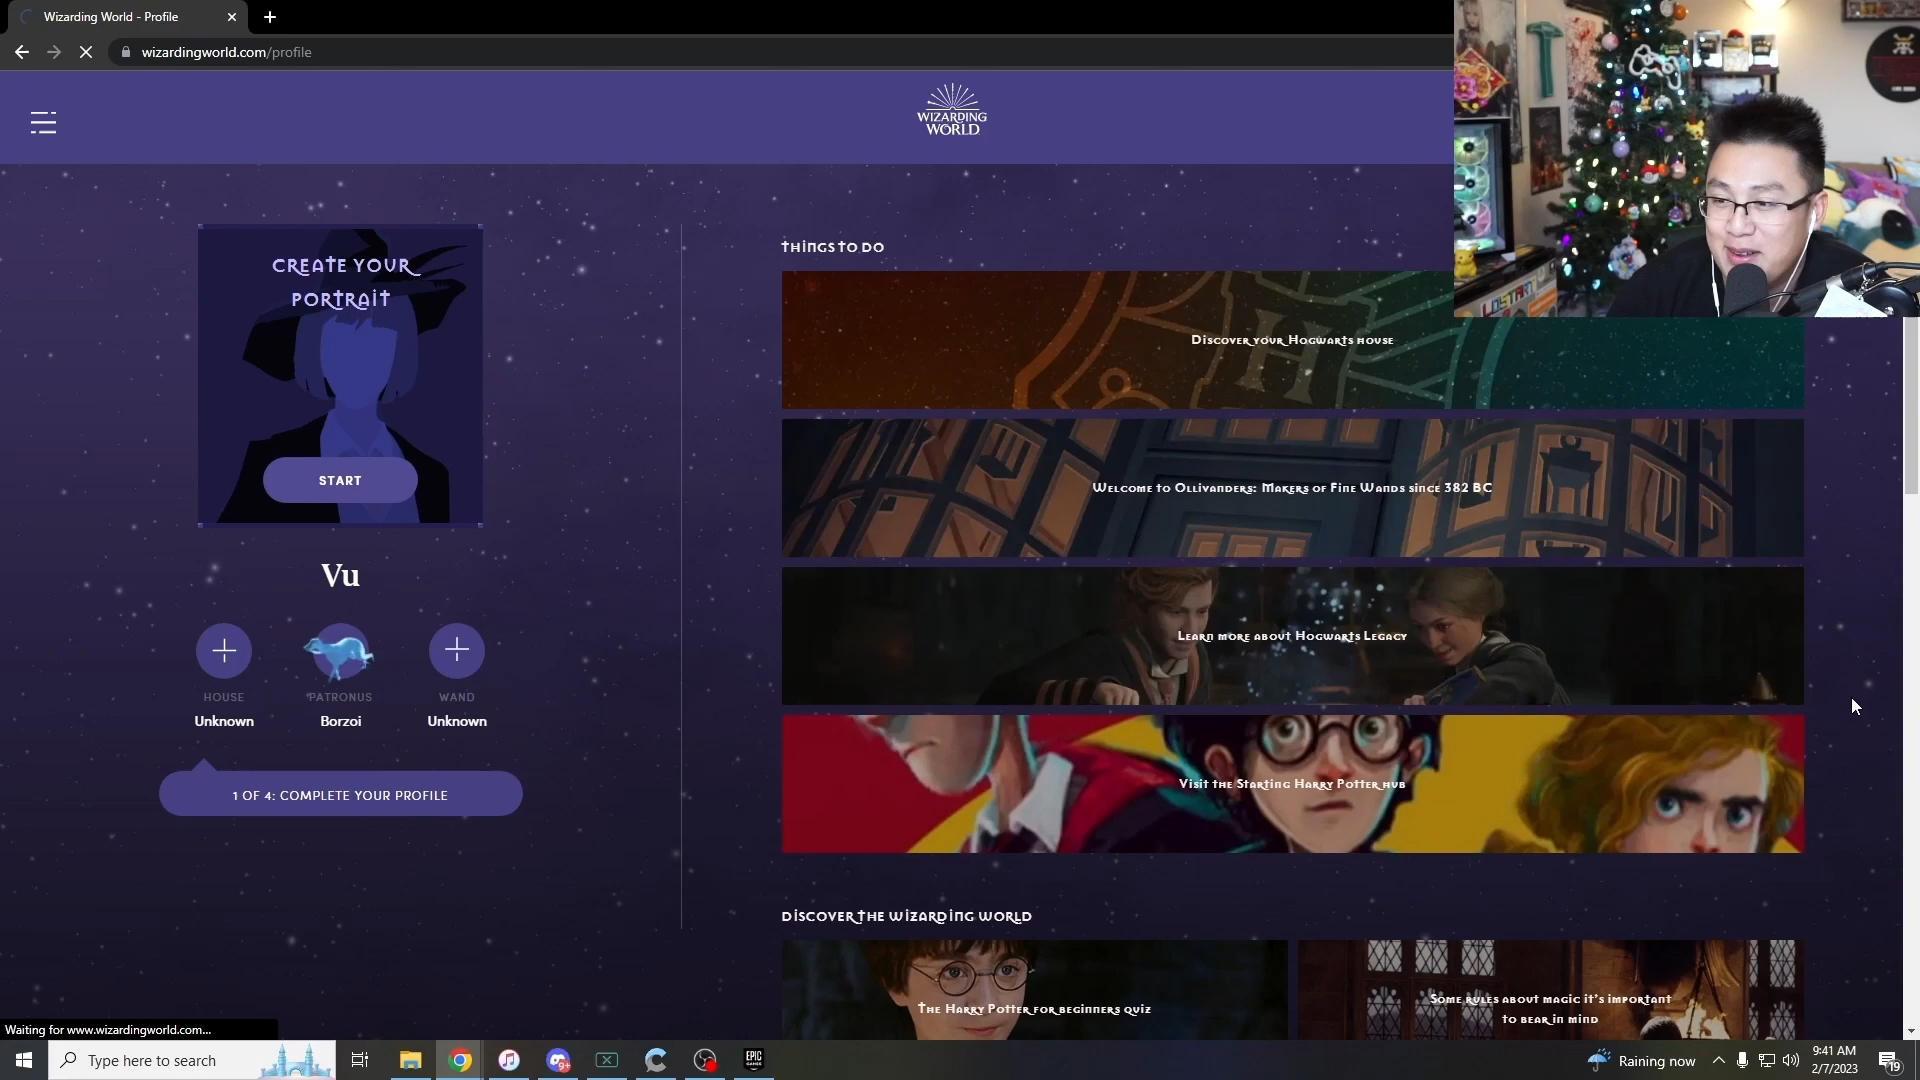 Wizarding World - Profile
wizardingworld.com/profile
WIZARDING
WORLD
CREATE YOUR
PORTRAIT
START
Vu
HOUSE
Unknown
PATRONUS
Borzoi
WAND
Unknown
1 OF 4: COMPLETE YOUR PROFILE
THINGS TO DO
Discover your Hogwarts house
Welcome to Ollivanders: Makers of Fine Wands since 382 BC
Learn more about Hogwarts Legacy
Visit the Starting Harry Potter hub
DISCOVER THE WIZARDING WORLD
The Harry Potter for beginners quiz
Some rules about magic it's important
to bear in mind
Waiting for www.wizardingworld.com...
Type here to search
9+
EPIC
GAMES
Raining now
9:41 AM
2/7/2023
19